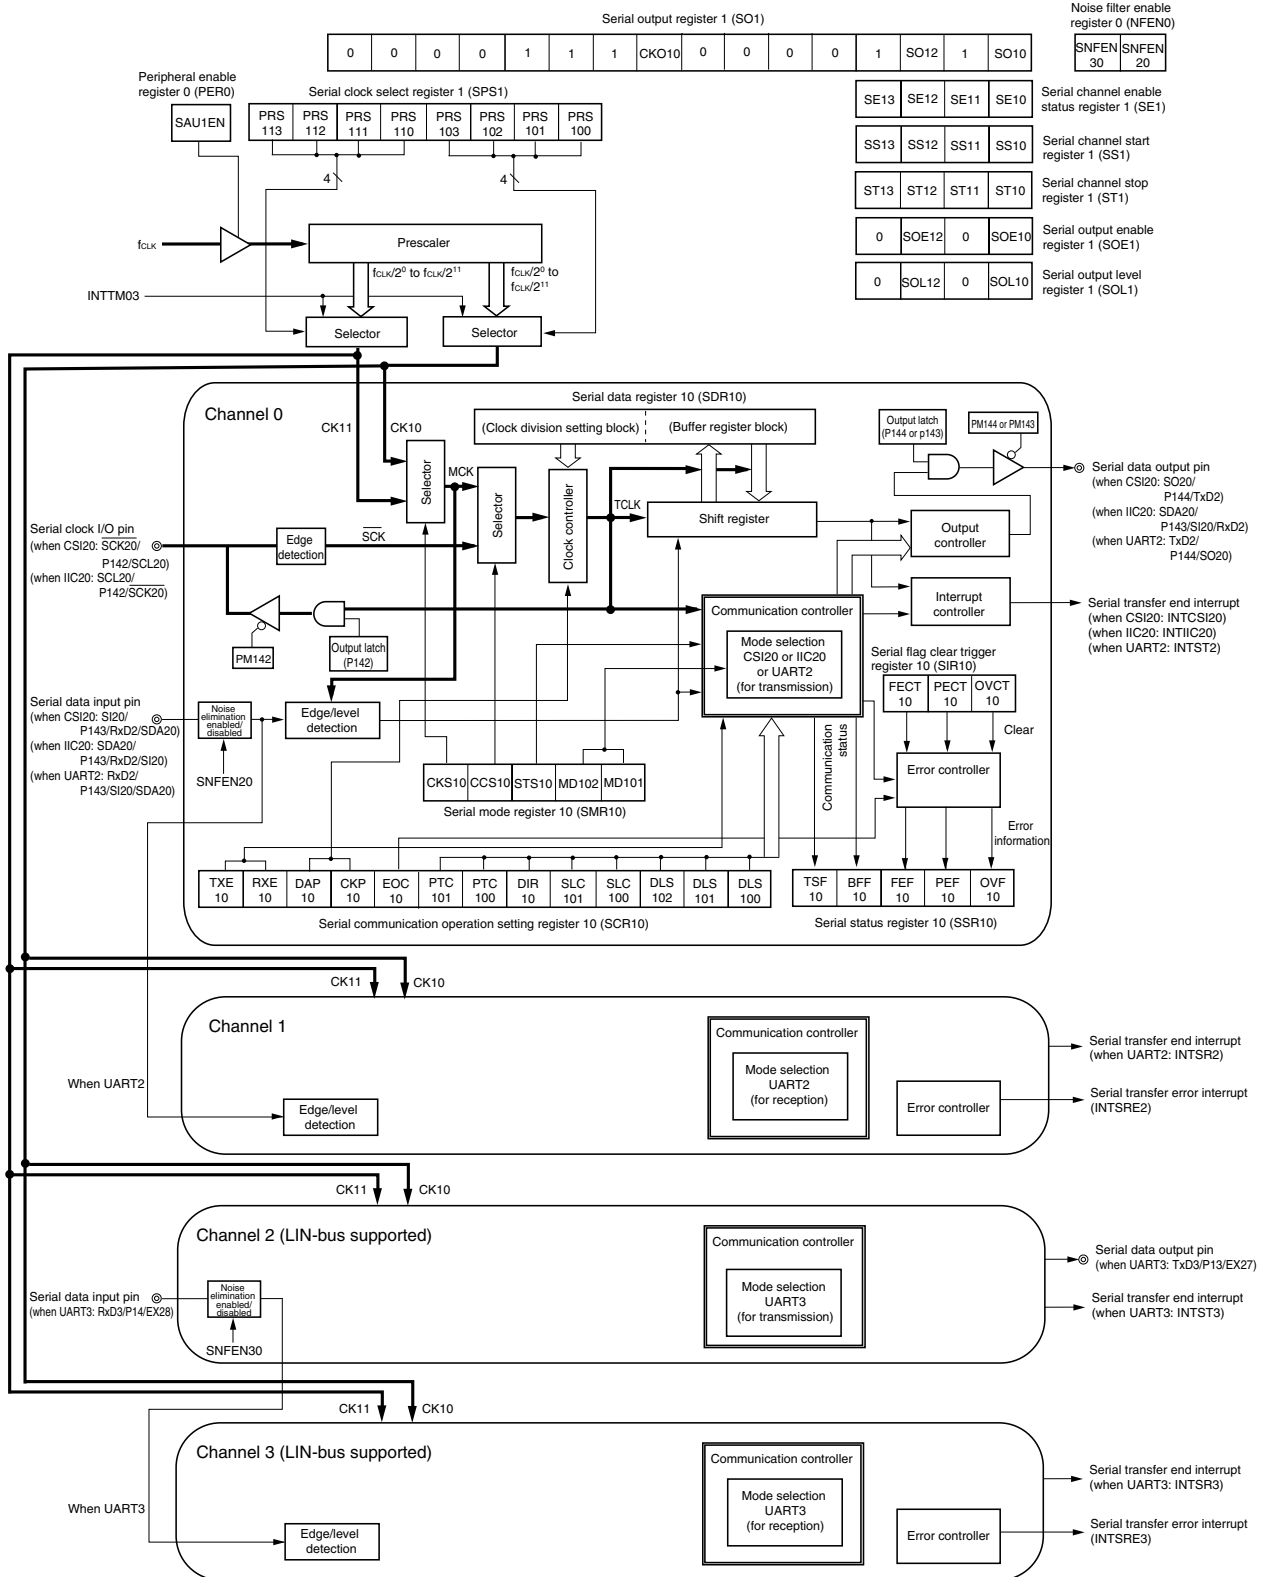 Serial output register 1 (SO1)
0 0 0 0 1 1 1 CKO10 0 0 0 0 1 SO12 1 SO10
Noise filter enable
register 0 (NFEN0)
SNFEN 30 SNFEN 20
Peripheral enable
register 0 (PER0)
SAU1EN
Serial clock select register 1 (SPS1)
PRS 113 PRS 112 PRS 111 PRS 110 PRS 103 PRS 102 PRS 101 PRS 100
4 4
SE13 SE12 SE11 SE10
Serial channel enable
status register 1 (SE1)
SS13 SS12 SS11 SS10
Serial channel start
register 1 (SS1)
ST13 ST12 ST11 ST10
Serial channel stop
register 1 (ST1)
0 SOE12 0 SOE10
Serial output enable
register 1 (SOE1)
0 SOL12 0 SOL10
Serial output level
register 1 (SOL1)
fCLK
Prescaler
fCLK/2⁰ to fCLK/2¹¹
fCLK/2⁰ to
fCLK/2¹¹
INTTM03
Selector
Selector
Channel 0
CK11
CK10
Selector
MCK
Selector
SCK
Clock controller
TCLK
Serial data register 10 (SDR10)
(Clock division setting block) (Buffer register block)
Shift register
Output latch
(P144 or p143)
PM144 or PM143
Serial data output pin
(when CSI20: SO20/
P144/TxD2)
(when IIC20: SDA20/
P143/SI20/RxD2)
(when UART2: TxD2/
P144/SO20)
Output
controller
Interrupt
controller
Serial transfer end interrupt
(when CSI20: INTCSI20)
(when IIC20: INTIIC20)
(when UART2: INTST2)
Serial clock I/O pin
(when CSI20: SCK20/
P142/SCL20)
(when IIC20: SCL20/
P142/SCK20)
Edge
detection
PM142
Output latch
(P142)
Communication controller
Mode selection
CSI20 or IIC20
or UART2
(for transmission)
Serial flag clear trigger
register 10 (SIR10)
FECT 10 PECT 10 OVCT 10
Clear
Error controller
Error
information
Communication
status
Serial data input pin
(when CSI20: SI20/
P143/RxD2/SDA20)
(when IIC20: SDA20/
P143/RxD2/SI20)
(when UART2: RxD2/
P143/SI20/SDA20)
Noise
elimination
enabled/
disabled
SNFEN20
Edge/level
detection
CKS10 CCS10 STS10 MD102 MD101
Serial mode register 10 (SMR10)
TXE 10 RXE 10 DAP 10 CKP 10 EOC 10 PTC 101 PTC 100 DIR 10 SLC 101 SLC 100 DLS 102 DLS 101 DLS 100
Serial communication operation setting register 10 (SCR10)
TSF 10 BFF 10 FEF 10 PEF 10 OVF 10
Serial status register 10 (SSR10)
CK11 CK10
Channel 1
When UART2
Edge/level
detection
Communication controller
Mode selection
UART2
(for reception)
Error controller
Serial transfer end interrupt
(when UART2: INTSR2)
Serial transfer error interrupt
(INTSRE2)
CK11 CK10
Channel 2 (LIN-bus supported)
Serial data input pin
(when UART3: RxD3/P14/EX28)
Noise
elimination
enabled/
disabled
SNFEN30
Communication controller
Mode selection
UART3
(for transmission)
Serial data output pin
(when UART3: TxD3/P13/EX27)
Serial transfer end interrupt
(when UART3: INTST3)
CK11 CK10
Channel 3 (LIN-bus supported)
When UART3
Edge/level
detection
Communication controller
Mode selection
UART3
(for reception)
Error controller
Serial transfer end interrupt
(when UART3: INTSR3)
Serial transfer error interrupt
(INTSRE3)